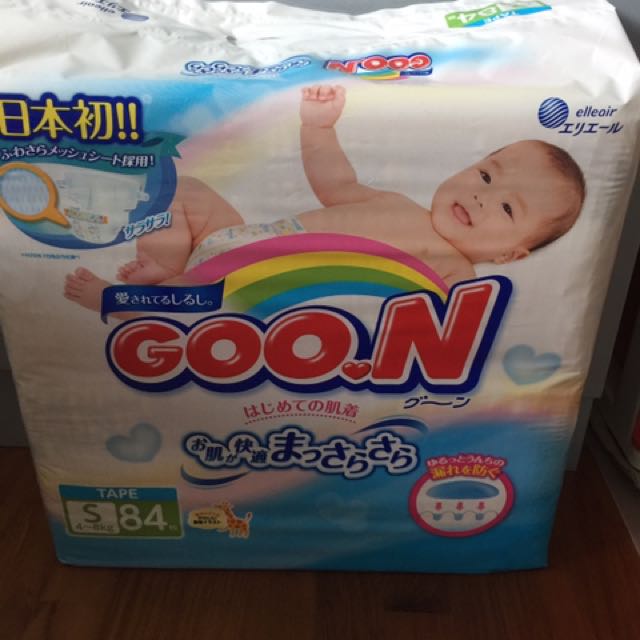 GOO.N
elleair
エリエール
日本初!!
ふわさらメッシュシート採用!
サラサラ!
愛されてるしるし。
GOO.N
グ〜ン
はじめての肌着
お肌が快適まっさらさら
ゆるっとうんちの
漏れを防ぐ
TAPE
S 84
4~8kg